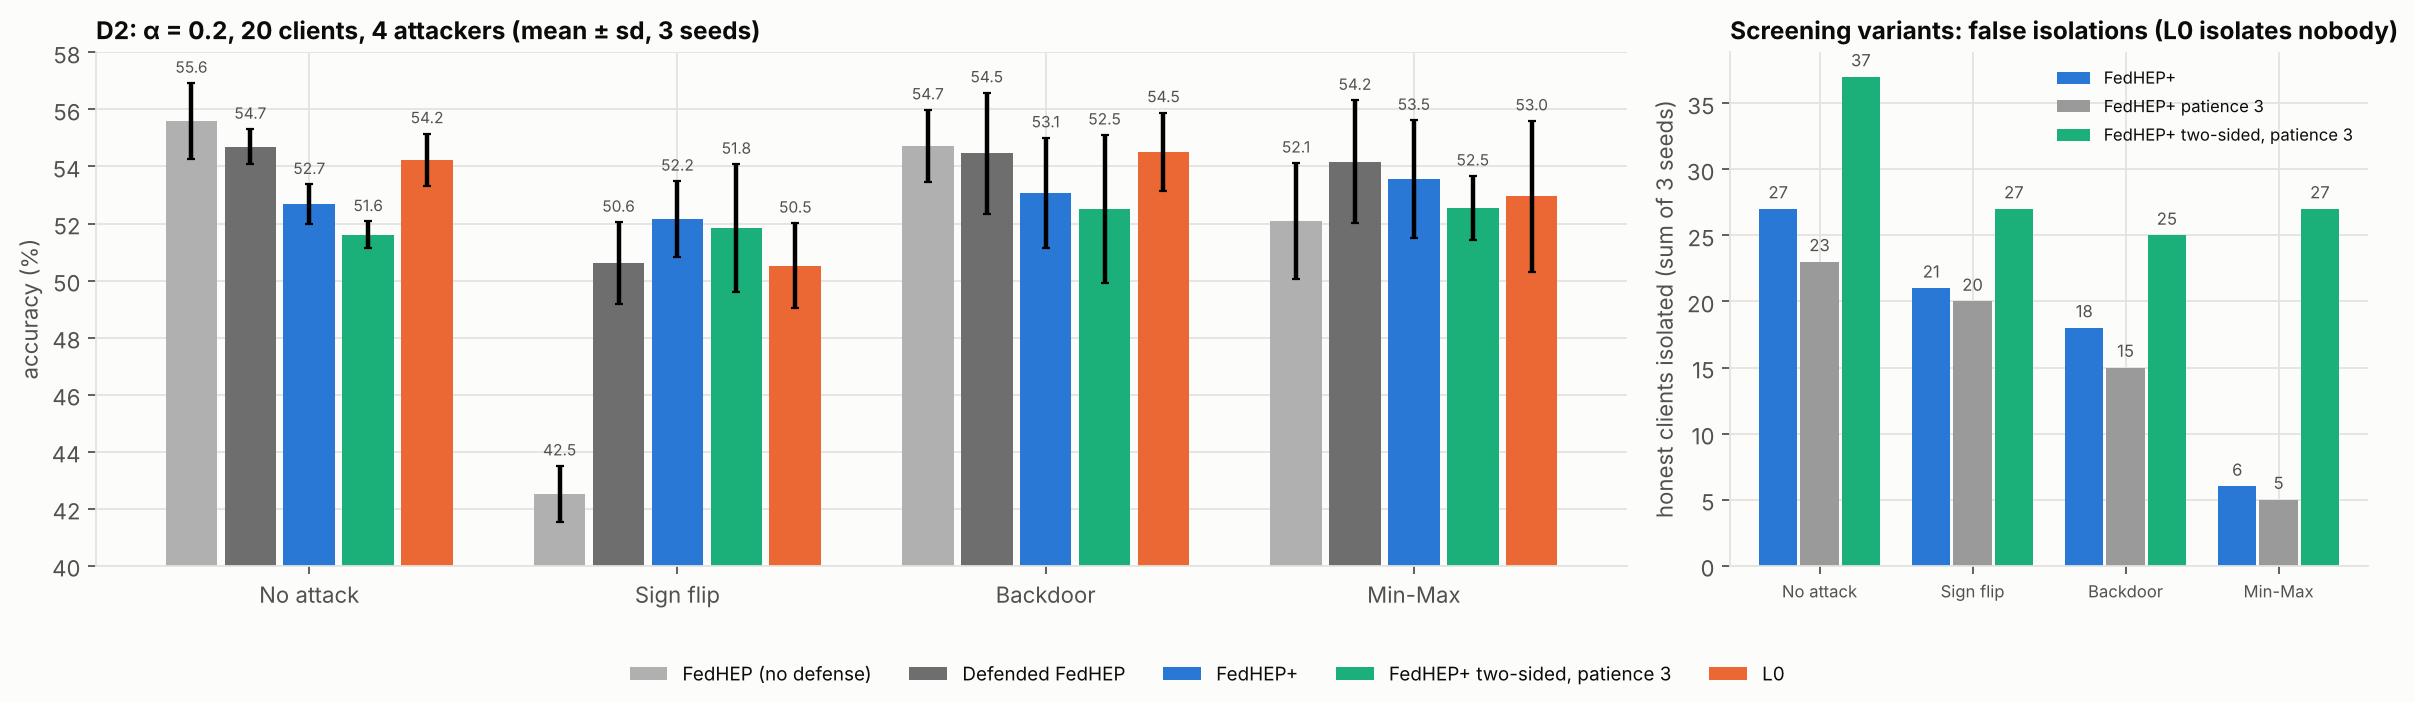 D2: α = 0.2, 20 clients, 4 attackers (mean ± sd, 3 seeds)
accuracy (%)
58
56
54
52
50
48
46
44
42
40
55.6
54.7
52.7
51.6
54.2
42.5
50.6
52.2
51.8
50.5
54.7
54.5
53.1
52.5
54.5
52.1
54.2
53.5
52.5
53.0
No attack
Sign flip
Backdoor
Min-Max
Screening variants: false isolations (L0 isolates nobody)
honest clients isolated (sum of 3 seeds)
35
30
25
20
15
10
5
0
FedHEP+
FedHEP+ patience 3
FedHEP+ two-sided, patience 3
27
23
37
21
20
27
18
15
25
6
5
27
No attack
Sign flip
Backdoor
Min-Max
FedHEP (no defense)
Defended FedHEP
FedHEP+
FedHEP+ two-sided, patience 3
L0